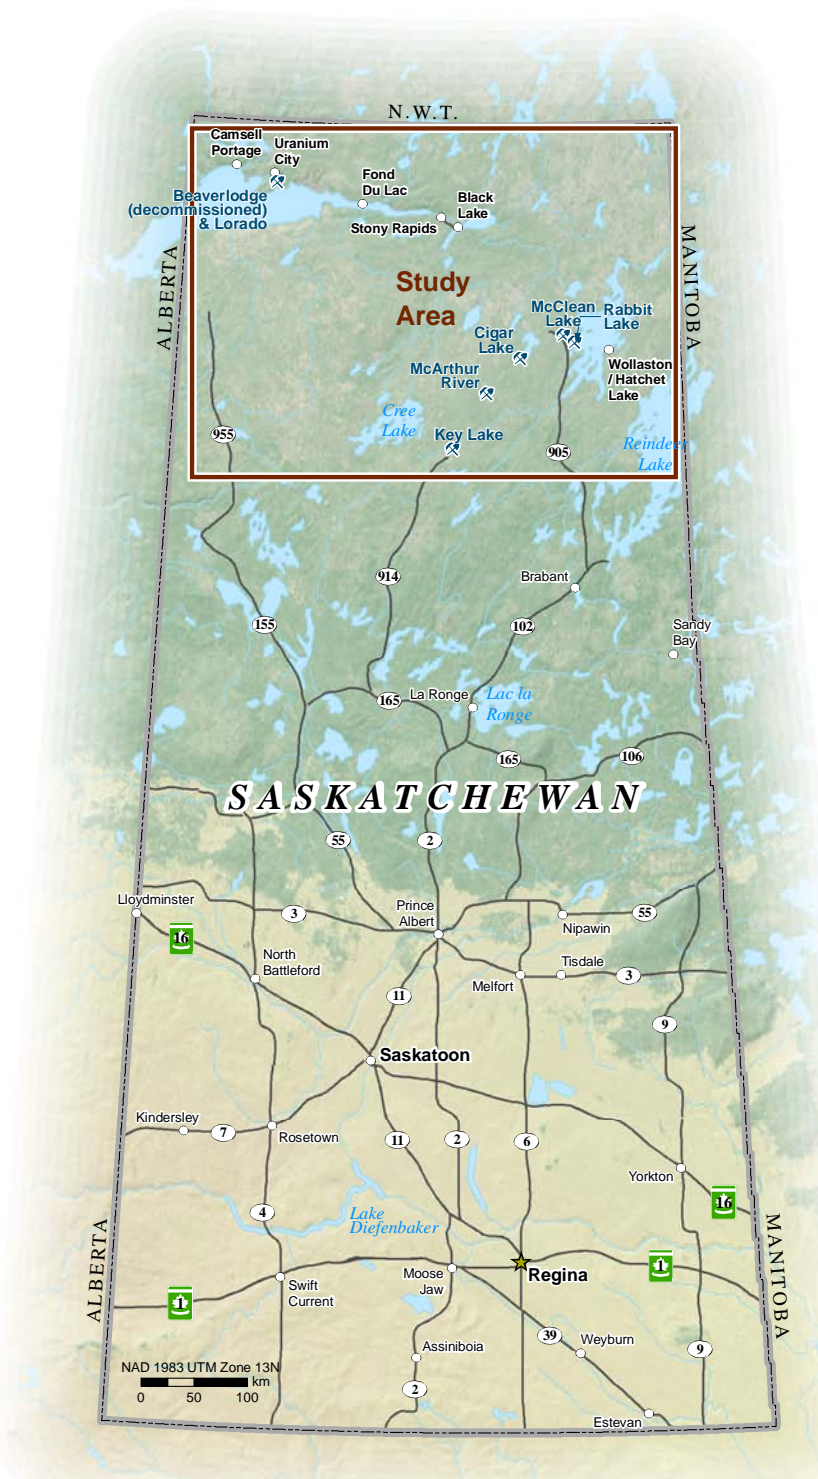 N.W.T.
Camsell
Portage
Uranium
City
Fond
Du Lac
Black
Lake
Beaverlodge
(decommissioned)
& Lorado
Stony Rapids
ALBERTA
MANITOBA
Study
Area
McClean
Lake
Rabbit
Lake
Cigar
Lake
McArthur
River
Wollaston
/ Hatchet
Lake
Cree
Lake
955
Key Lake
905
Reindeer
Lake
914
Brabant
155
102
Sandy
Bay
La Ronge
Lac la
Ronge
165
165
106
SASKATCHEWAN
55
2
Lloydminster
3
Prince
Albert
55
Nipawin
16
North
Battleford
Tisdale
Melfort
3
11
9
Saskatoon
Kindersley
7
Rosetown
11
2
6
Yorkton
16
4
Lake
Diefenbaker
ALBERTA
MANITOBA
1
Moose
Jaw
Regina
1
Swift
Current
39
Weyburn
Assiniboia
9
NAD 1983 UTM Zone 13N
km
0 50 100
2
Estevan